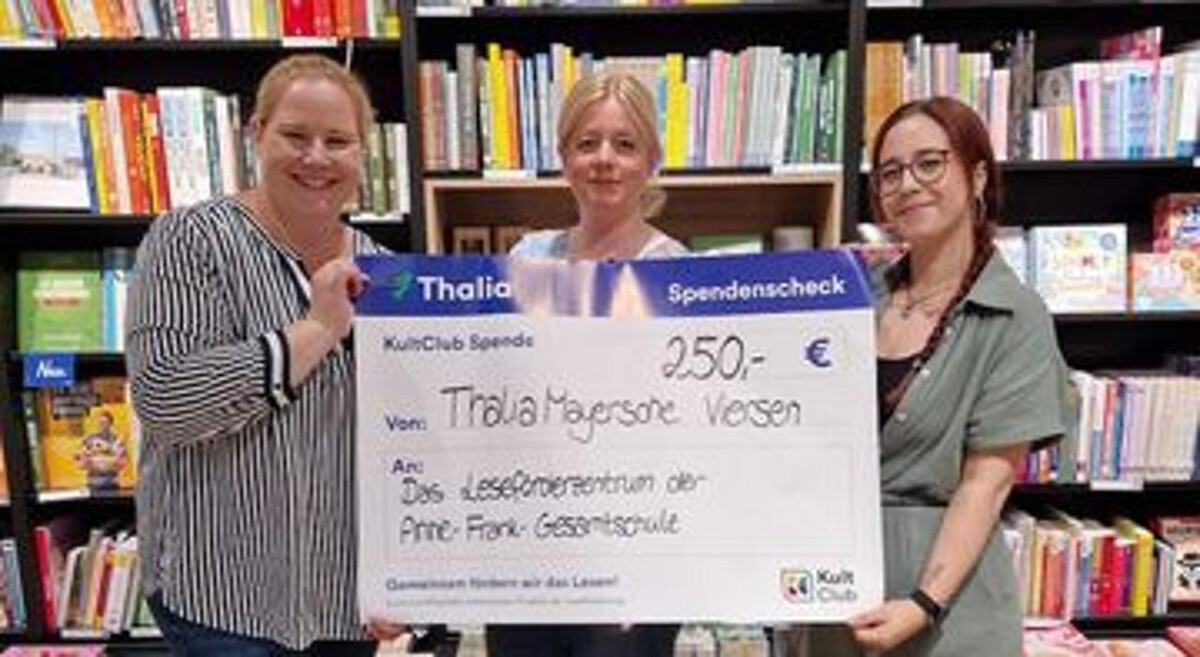 Thalia
Spendenscheck
KultClub Spende
250,- €
Von: Thalia Mayersche Viersen
An:
Das Leseförderzentrum der
Anne-Frank-Gesamtschule
Gemeinsam fördern wir das Lesen!
Kult
Club
Neu